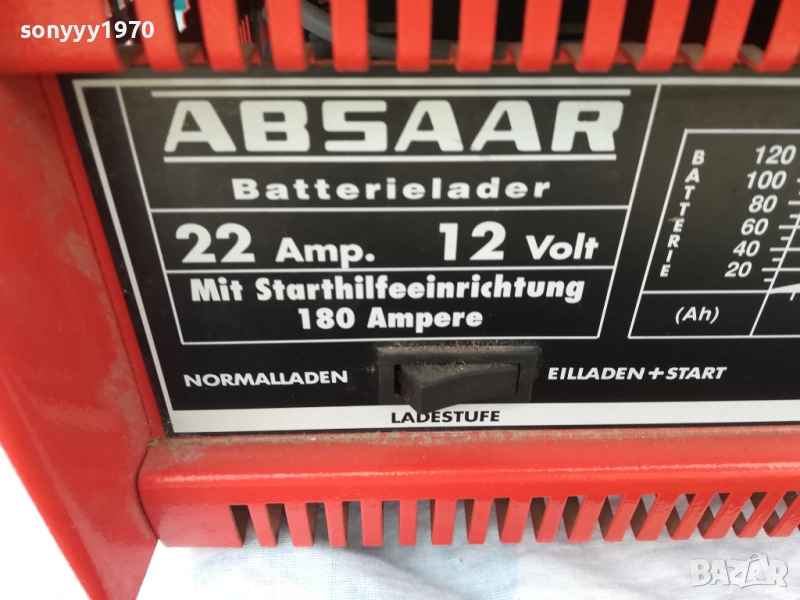 sonyyy1970
ABSAAR
Batterielader
22 Amp. 12 Volt
Mit Starthilfeeinrichtung
180 Ampere
NORMALLADEN
EILLADEN+START
LADESTUFE
BATTERIE
120
100
80
60
40
20
(Ah)
BAZAR